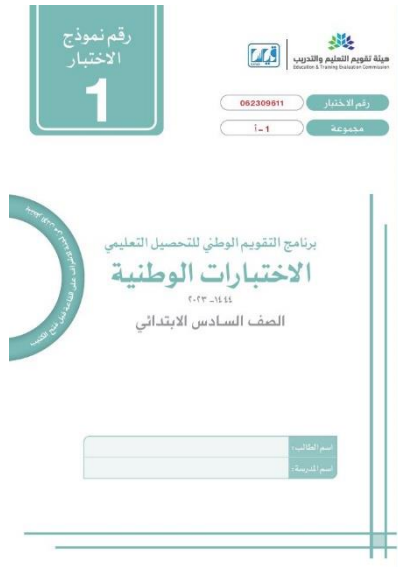 رقم نموذج
الاختبار
1
قياس
هيئة تقويم التعليم والتدريب
Education & Training Evaluation Commission
رقم الاختبار
062309611
مجموعة
1 - أ
برنامج التقويم الوطني للتحصيل التعليمي
الاختبارات الوطنية
١٤٤٤ - ٢٠٢٣
الصف السادس الابتدائي
اسم الطالب:
اسم المدرسة: